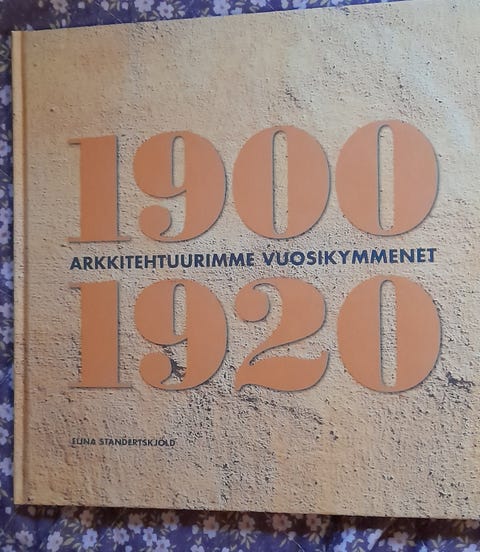 1900
ARKKITEHTUURIMME VUOSIKYMMENET
1920
ELINA STANDERTSKJÖLD